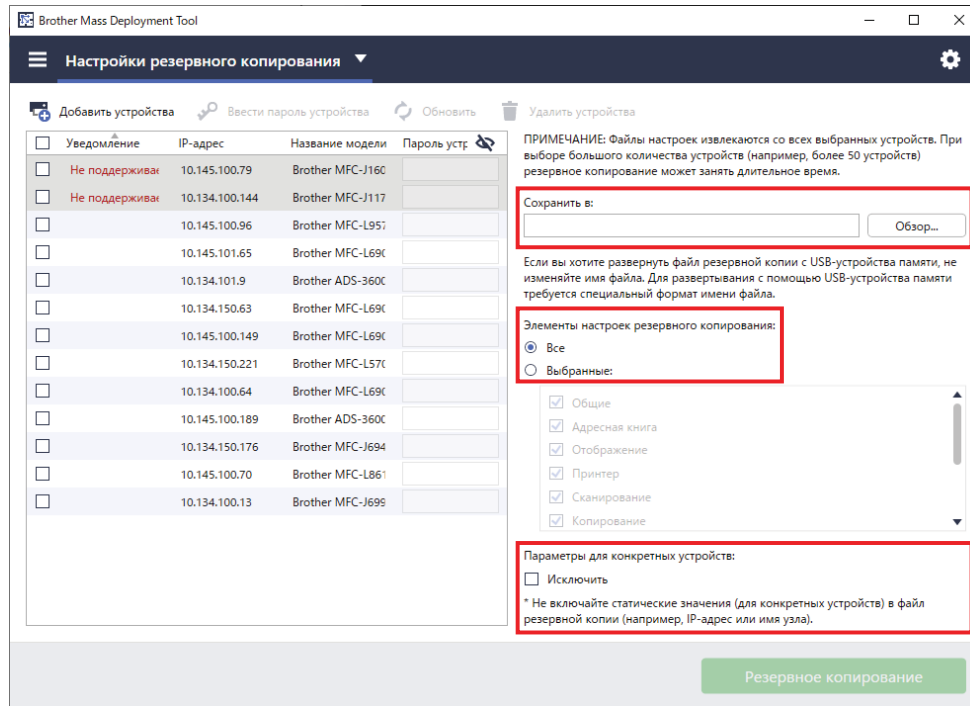 Brother Mass Deployment Tool
Настройки резервного копирования
Добавить устройства
Ввести пароль устройства
Обновить
Удалить устройства
Уведомление IP-адрес Название модели Пароль устр
Не поддерживае 10.145.100.79 Brother MFC-J160
Не поддерживае 10.134.100.144 Brother MFC-J117
10.145.100.96 Brother MFC-L957
10.145.101.65 Brother MFC-L690
10.134.101.9 Brother ADS-3600
10.134.150.63 Brother MFC-L690
10.145.100.149 Brother MFC-L690
10.134.150.221 Brother MFC-L570
10.134.100.64 Brother MFC-L690
10.145.100.189 Brother ADS-3600
10.134.150.176 Brother MFC-J694
10.145.100.70 Brother MFC-L861
10.134.100.13 Brother MFC-J699
ПРИМЕЧАНИЕ: Файлы настроек извлекаются со всех выбранных устройств. При
выборе большого количества устройств (например, более 50 устройств)
резервное копирование может занять длительное время.
Сохранить в:
Обзор...
Если вы хотите развернуть файл резервной копии с USB-устройства памяти, не
изменяйте имя файла. Для развертывания с помощью USB-устройства памяти
требуется специальный формат имени файла.
Элементы настроек резервного копирования:
Все
Выбранные:
Общие
Адресная книга
Отображение
Принтер
Сканирование
Копирование
Параметры для конкретных устройств:
Исключить
* Не включайте статические значения (для конкретных устройств) в файл
резервной копии (например, IP-адрес или имя узла).
Резервное копирование